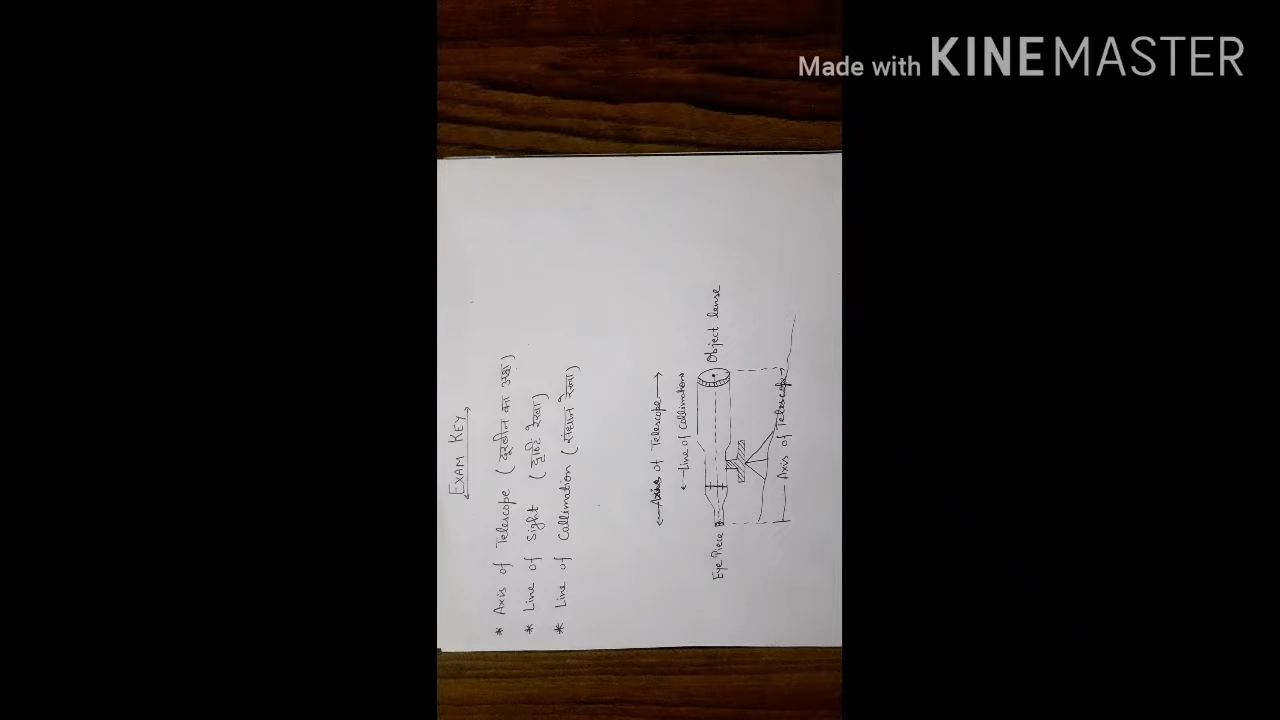 Made with KINEMASTER
EXAM KEY
* Axis of Telescope (दूरबीन का अक्ष)
* Line of Sight (दृष्टि रेखा)
* Line of Collimation (संधान रेखा)
Axis of Telescope
Line of Collimation
Object lense
Eye Piece
Axis of Telescope